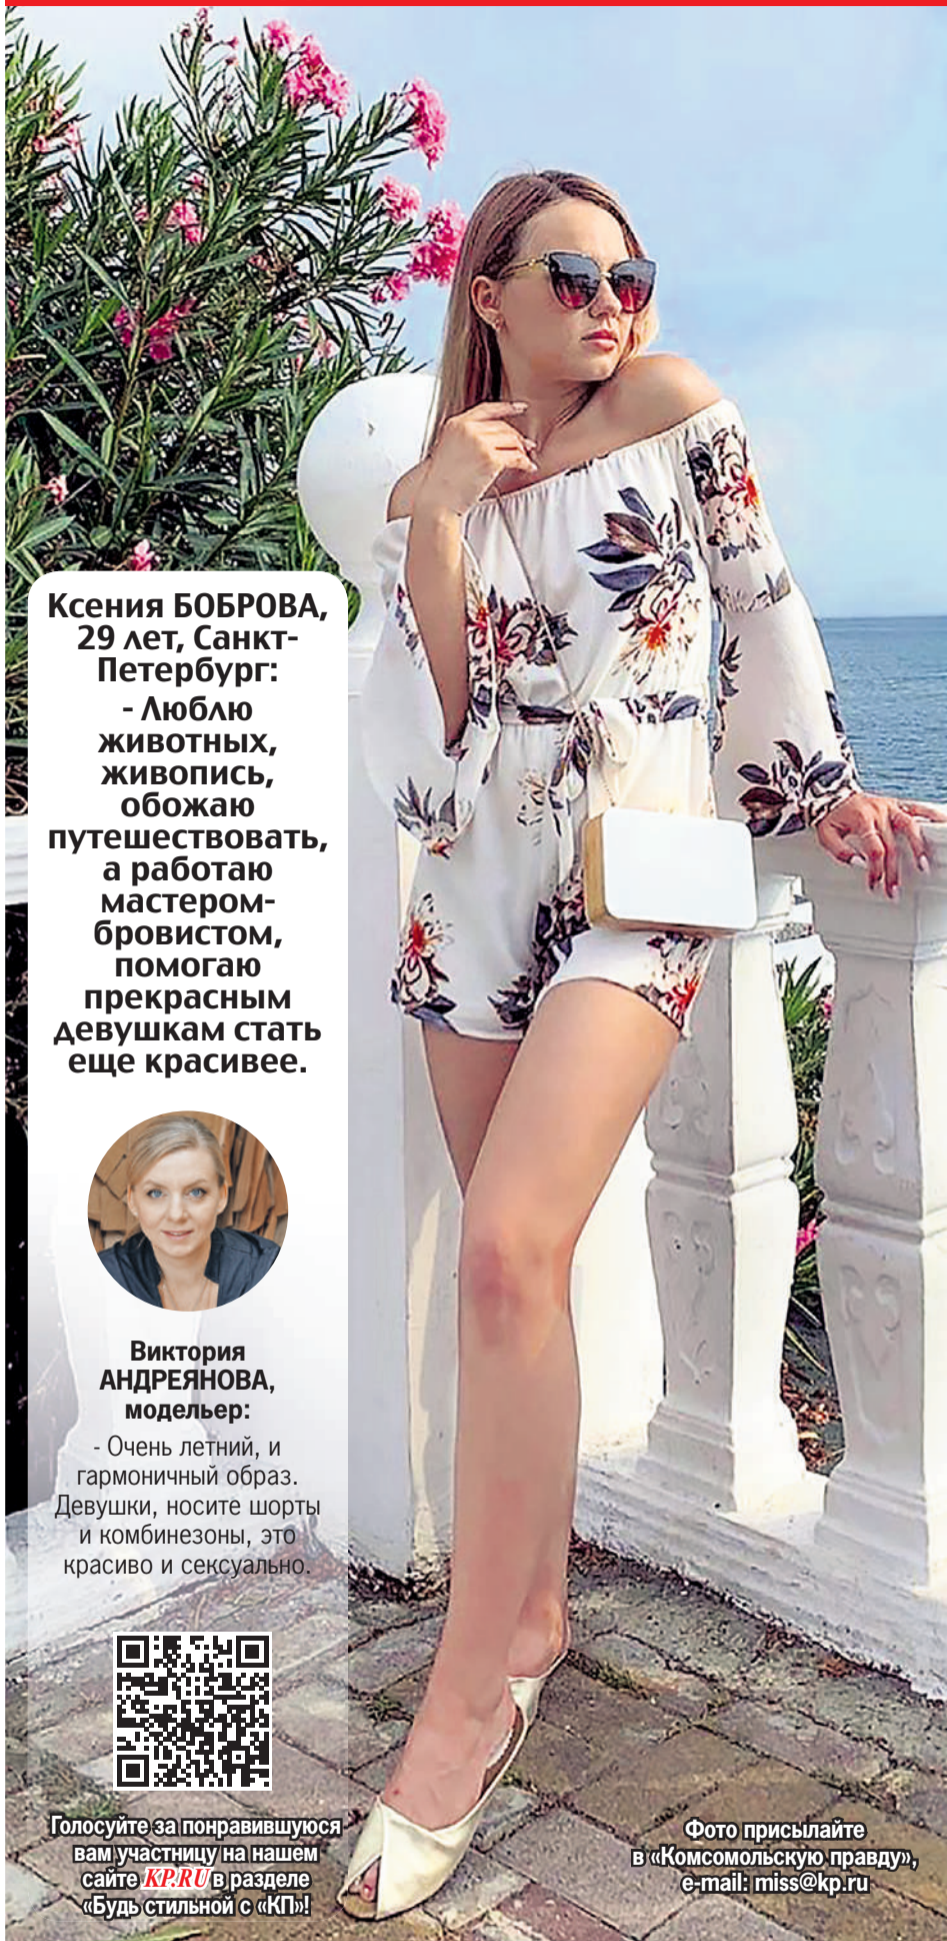 Ксения БОБРОВА,
29 лет, Санкт-
Петербург:
- Люблю
животных,
живопись,
обожаю
путешествовать,
а работаю
мастером-
бровистом,
помогаю
прекрасным
девушкам стать
еще красивее.
Виктория
АНДРЕЯНОВА,
модельер:
- Очень летний, и
гармоничный образ.
Девушки, носите шорты
и комбинезоны, это
красиво и сексуально.
Голосуйте за понравившуюся
вам участницу на нашем
сайте KP.RU в разделе
«Будь стильной с «КП»!
Фото присылайте
в «Комсомольскую правду»,
e-mail: miss@kp.ru